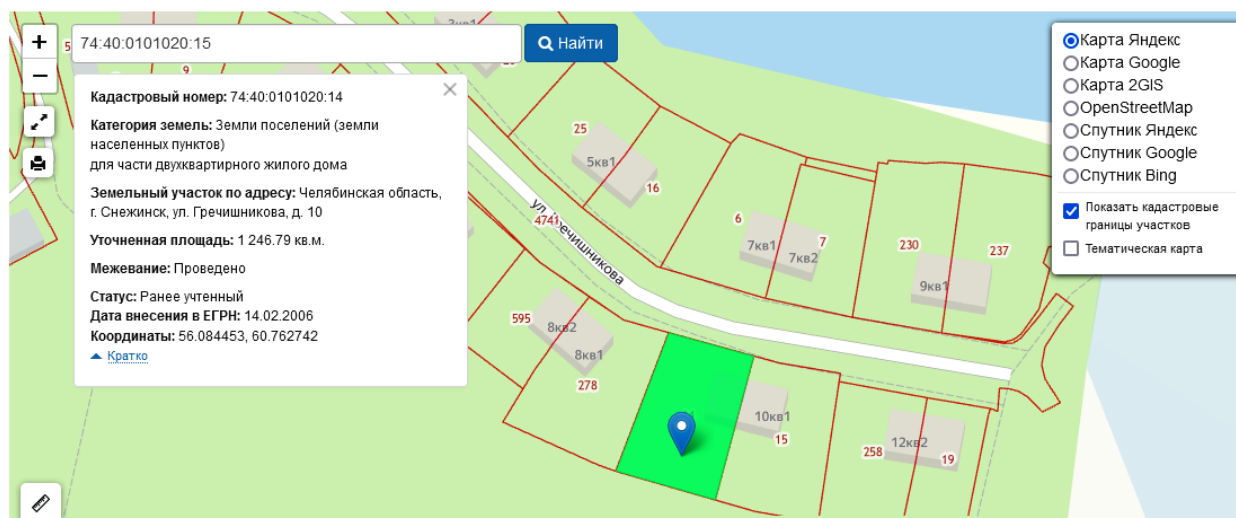 +
−
74:40:0101020:15
Найти
Кадастровый номер: 74:40:0101020:14
Категория земель: Земли поселений (земли
населенных пунктов)
для части двухквартирного жилого дома
Земельный участок по адресу: Челябинская область,
г. Снежинск, ул. Гречишникова, д. 10
Уточненная площадь: 1 246.79 кв.м.
Межевание: Проведено
Статус: Ранее учтенный
Дата внесения в ЕГРН: 14.02.2006
Координаты: 56.084453, 60.762742
Кратко
Карта Яндекс
Карта Google
Карта 2GIS
OpenStreetMap
Спутник Яндекс
Спутник Google
Спутник Bing
Показать кадастровые
границы участков
Тематическая карта
5
9
25
5кв1
16
4741
ул. Гречишникова
6
7кв1
7
7кв2
230
237
9кв1
595
8кв2
8кв1
278
10кв1
15
12кв2
258
19